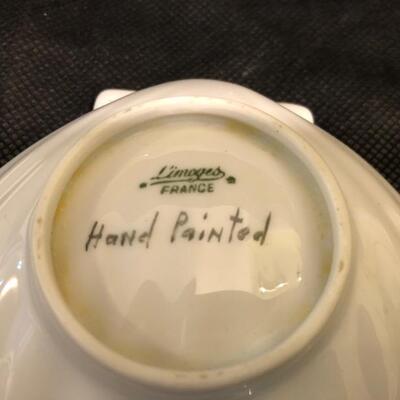 Limoges
FRANCE
Hand Painted